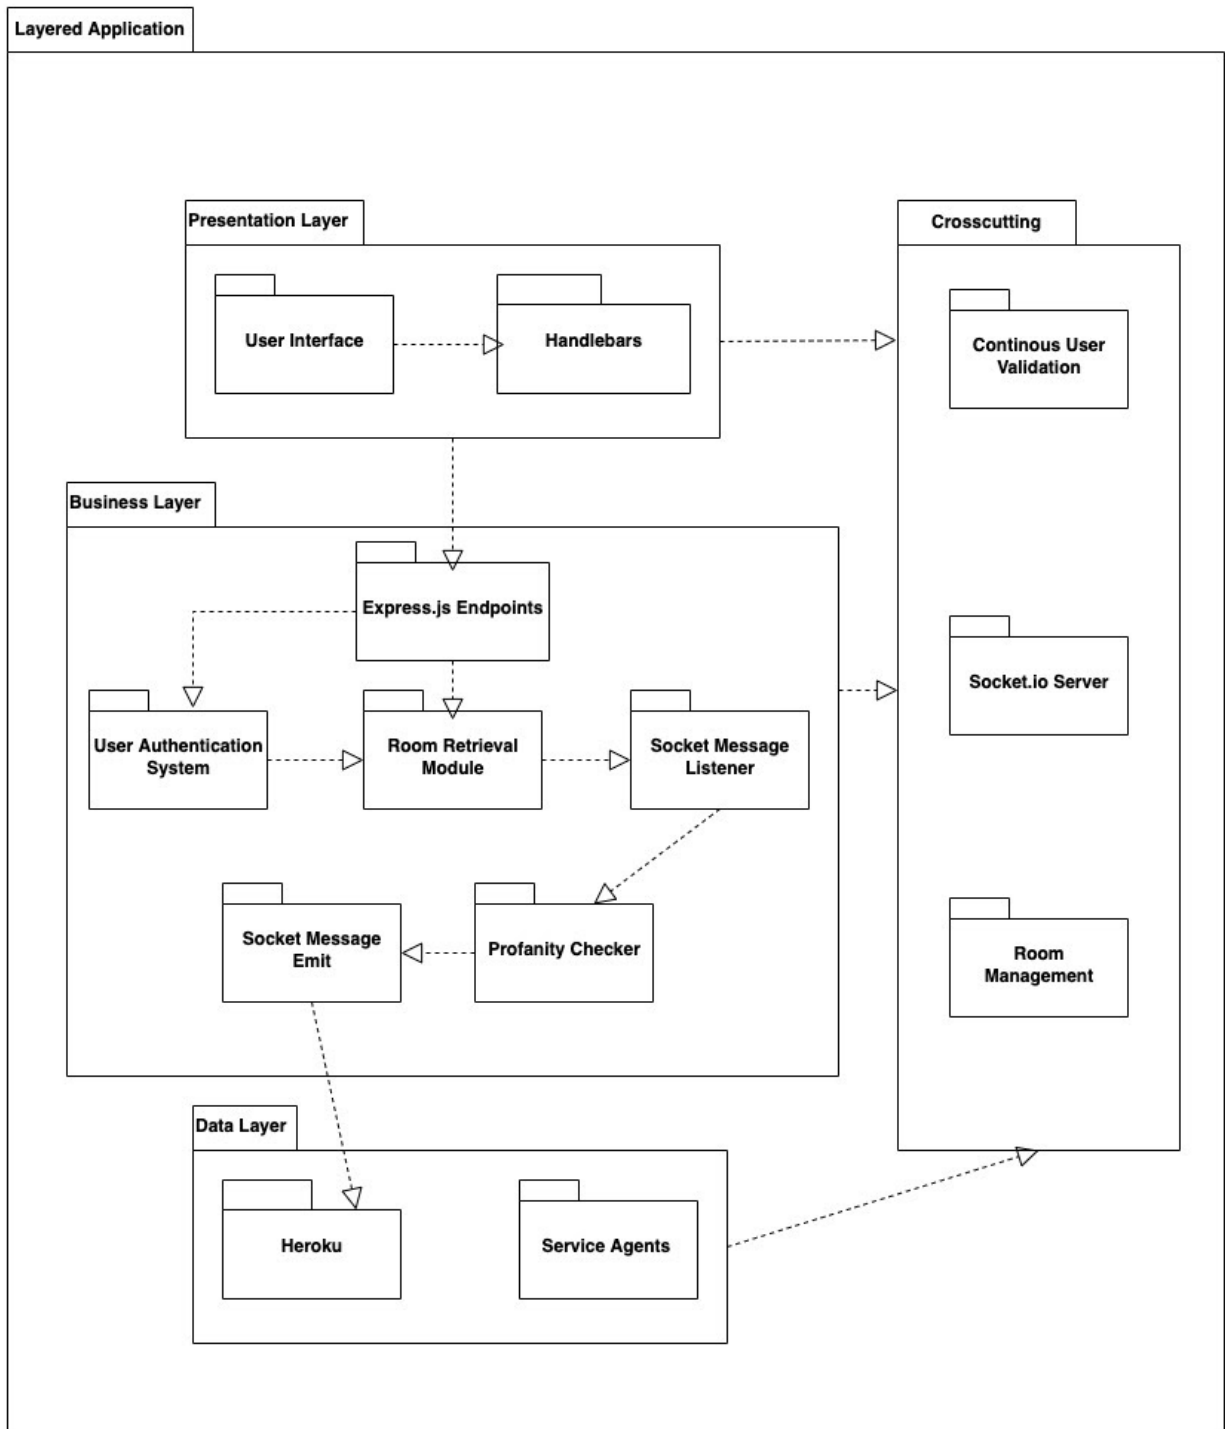 Layered Application
Presentation Layer
Crosscutting
User Interface
Handlebars
Continous User
Validation
Business Layer
Express.js Endpoints
User Authentication
System
Room Retrieval
Module
Socket Message
Listener
Socket.io Server
Socket Message
Emit
Profanity Checker
Room
Management
Data Layer
Heroku
Service Agents